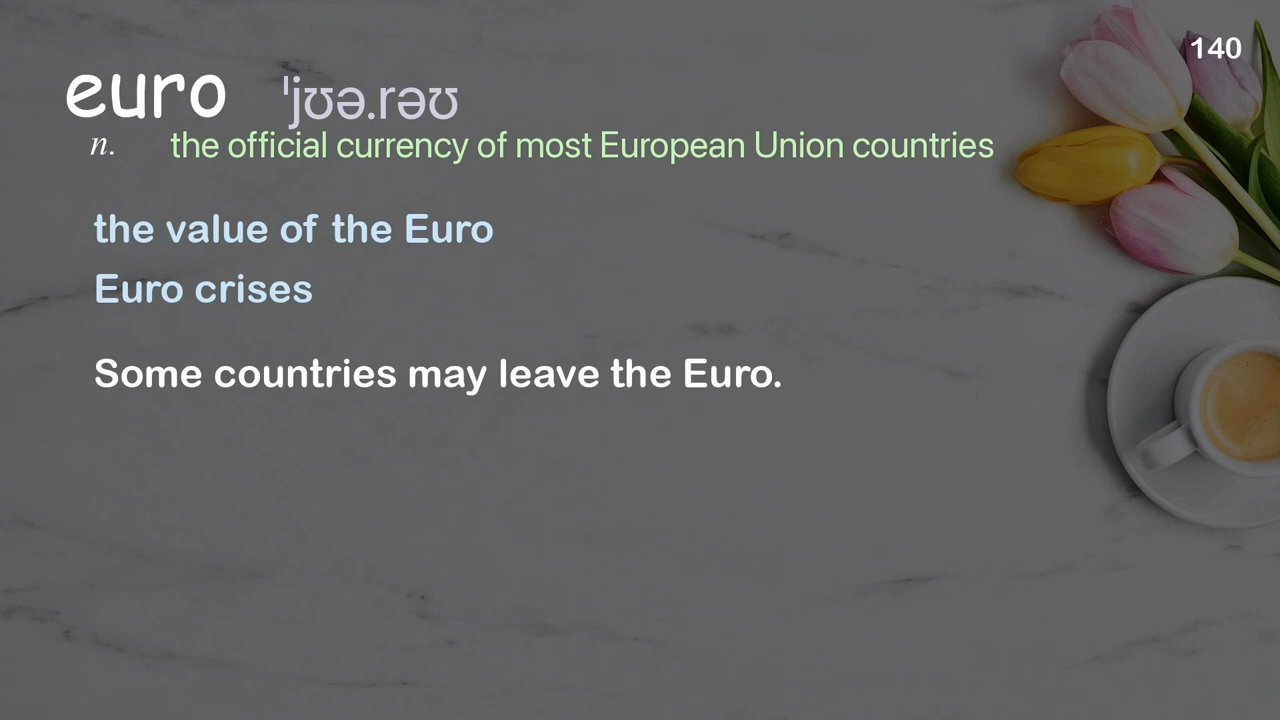 140
euro ˈjʊə.rəʊ
n. the official currency of most European Union countries
the value of the Euro
Euro crises
Some countries may leave the Euro.